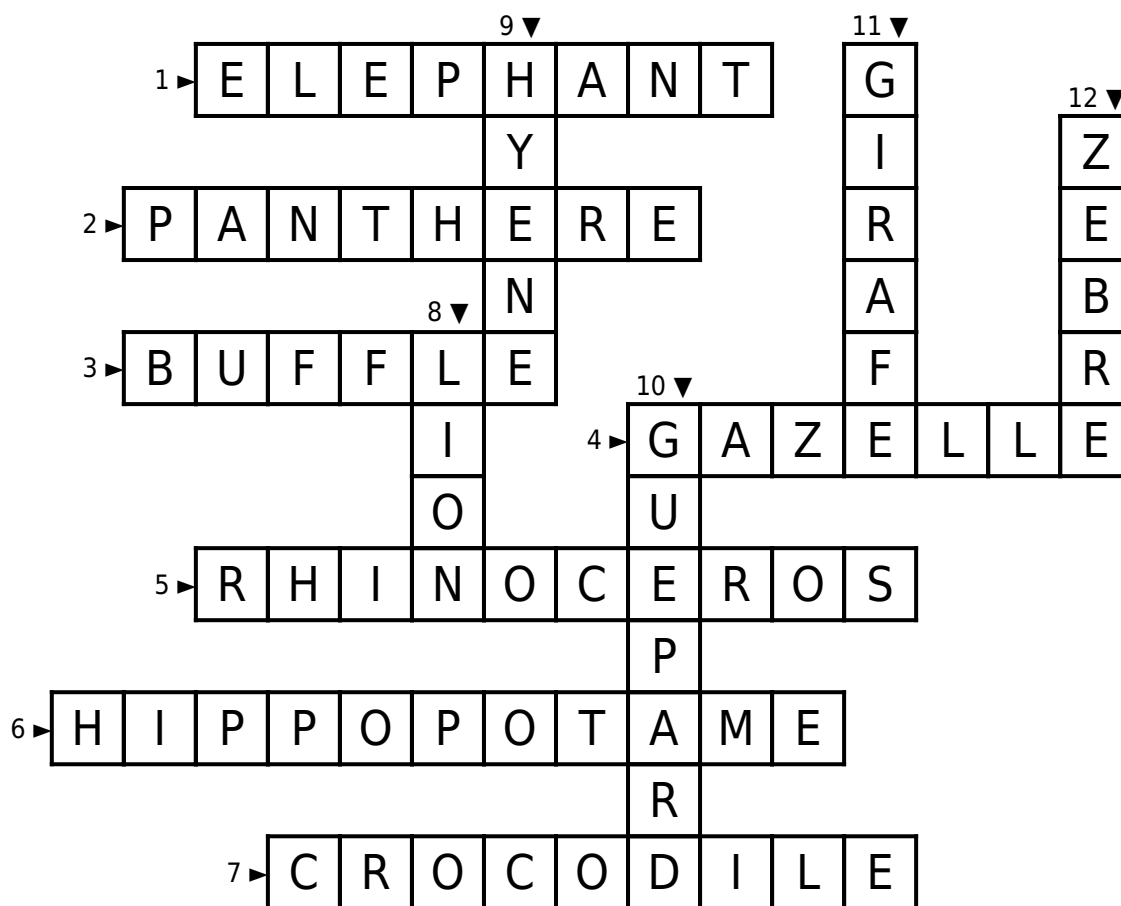 9 ▼ 11 ▼
1 ► E L E P H A N T G
12 ▼
Y I Z
2 ► P A N T H E R E R E
N A B
8 ▼
3 ► B U F F L E F R
10 ▼
I 4 ► G A Z E L L E
O U
5 ► R H I N O C E R O S
P
6 ► H I P P O P O T A M E
R
7 ► C R O C O D I L E